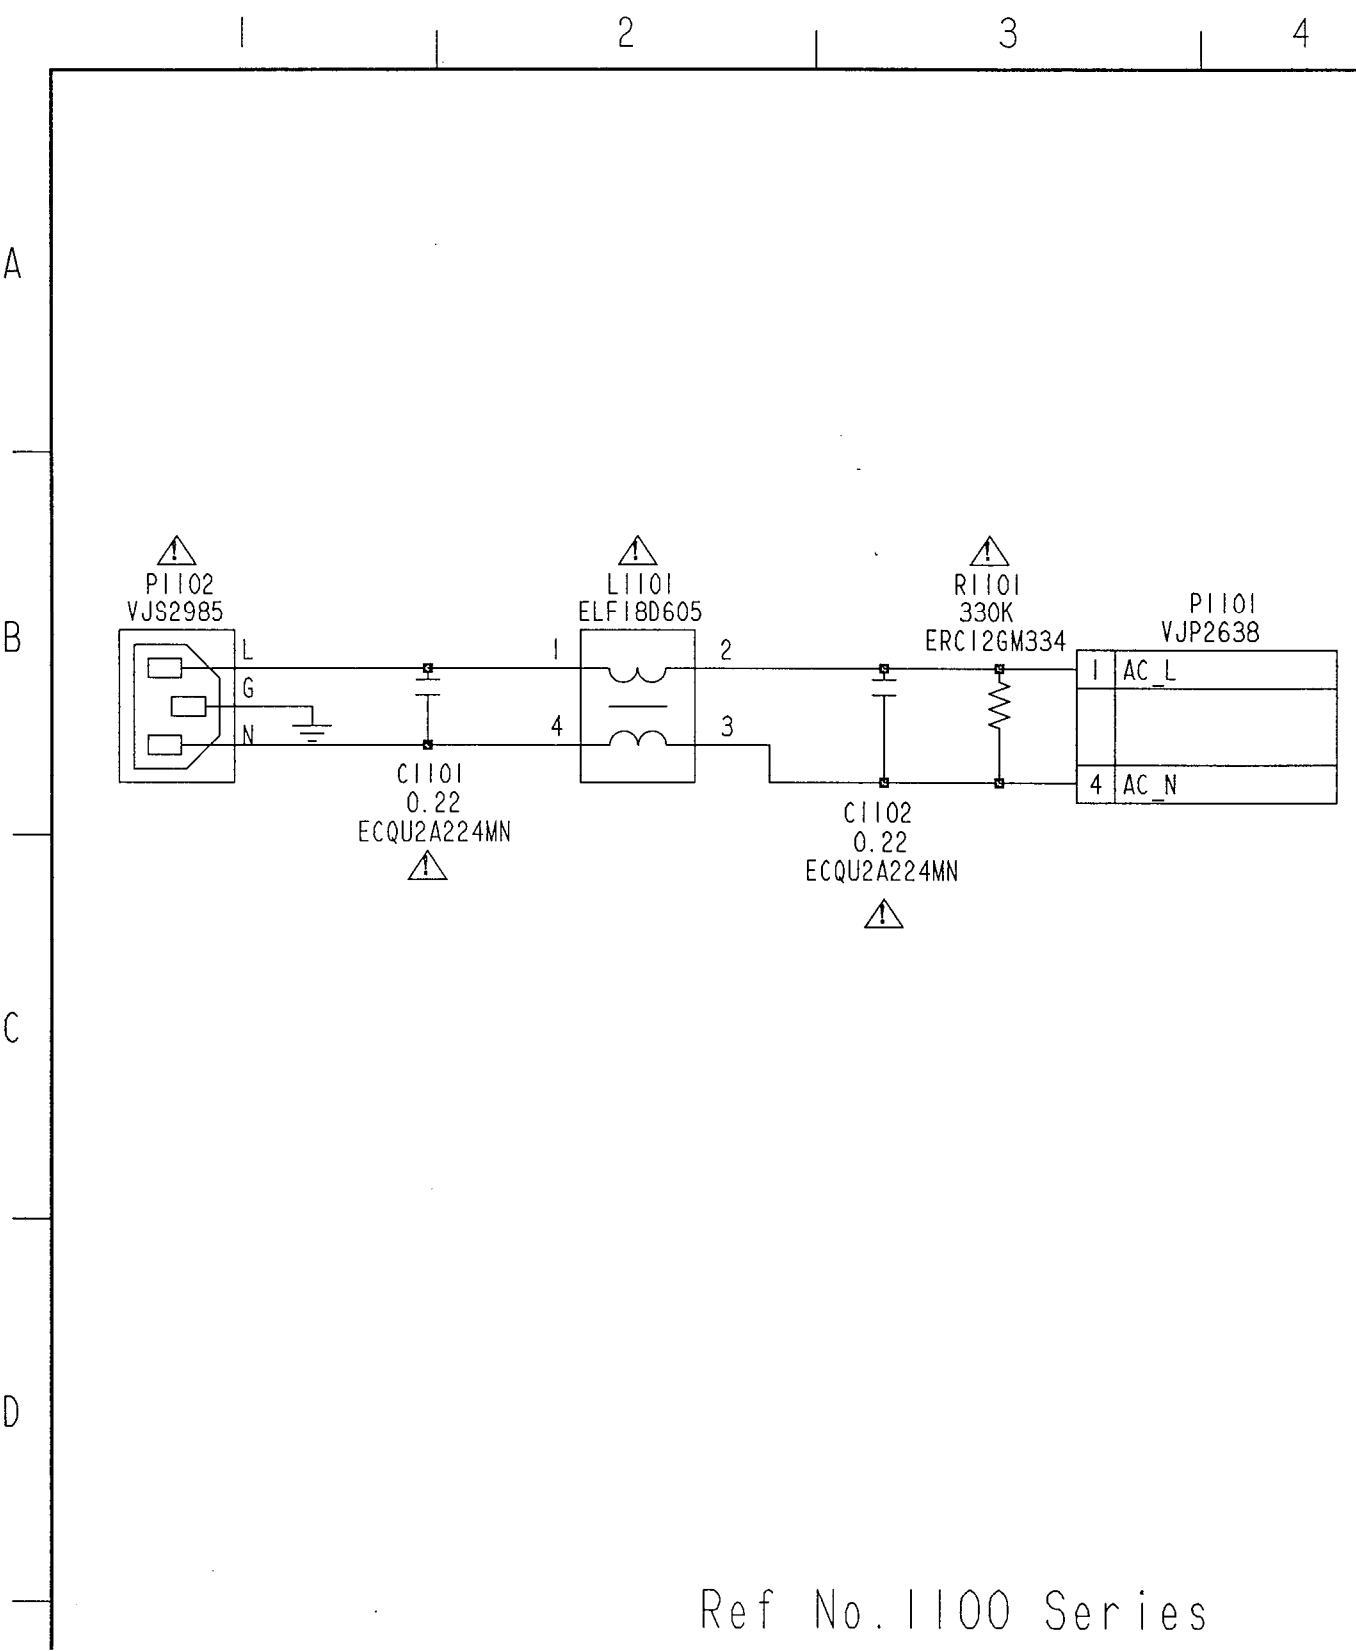 1 2 3 4
A
B
C
D
P1102
VJS2985
L
G
N
C1101
0.22
ECQU2A224MN
L1101
ELF18D605
1 2
4 3
C1102
0.22
ECQU2A224MN
R1101
330K
ERC12GM334
P1101
VJP2638
1 AC_L
4 AC_N
Ref No.1100 Series